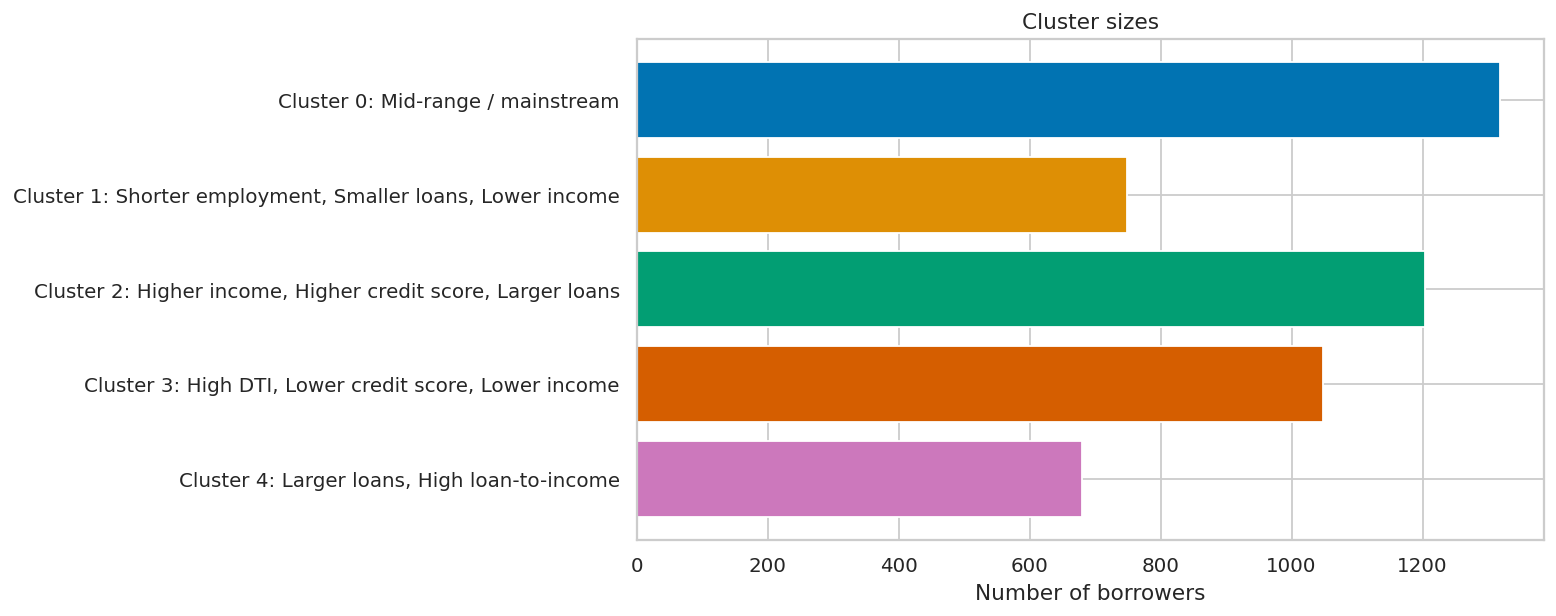 Cluster sizes
Cluster 0: Mid-range / mainstream
Cluster 1: Shorter employment, Smaller loans, Lower income
Cluster 2: Higher income, Higher credit score, Larger loans
Cluster 3: High DTI, Lower credit score, Lower income
Cluster 4: Larger loans, High loan-to-income
0 200 400 600 800 1000 1200
Number of borrowers